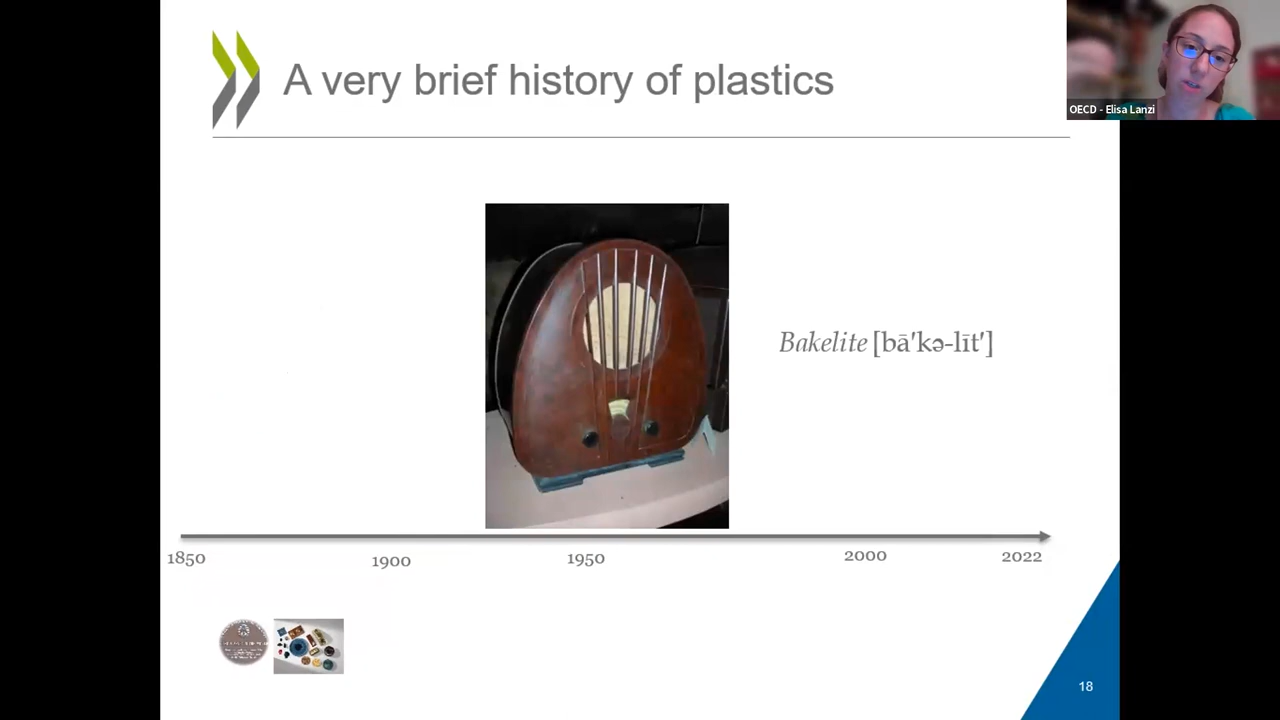 A very brief history of plastics
OECD - Elisa Lanzi
Bakelite [bā′kə-līt′]
1850
1900
1950
2000
2022
18